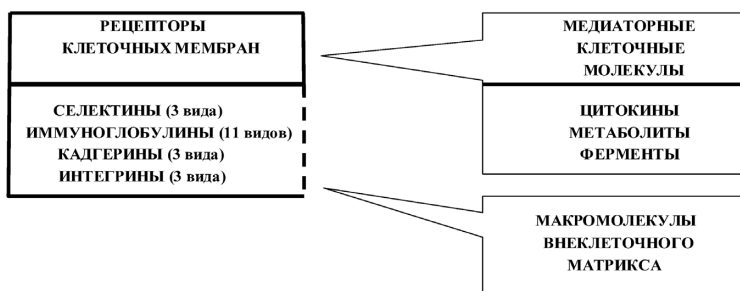 РЕЦЕПТОРЫ
КЛЕТОЧНЫХ МЕМБРАН
СЕЛЕКТИНЫ (3 вида)
ИММУНОГЛОБУЛИНЫ (11 видов)
КАДГЕРИНЫ (3 вида)
ИНТЕГРИНЫ (3 вида)
МЕДИАТОРНЫЕ
КЛЕТОЧНЫЕ
МОЛЕКУЛЫ
ЦИТОКИНЫ
МЕТАБОЛИТЫ
ФЕРМЕНТЫ
МАКРОМОЛЕКУЛЫ
ВНЕКЛЕТОЧНОГО
МАТРИКСА